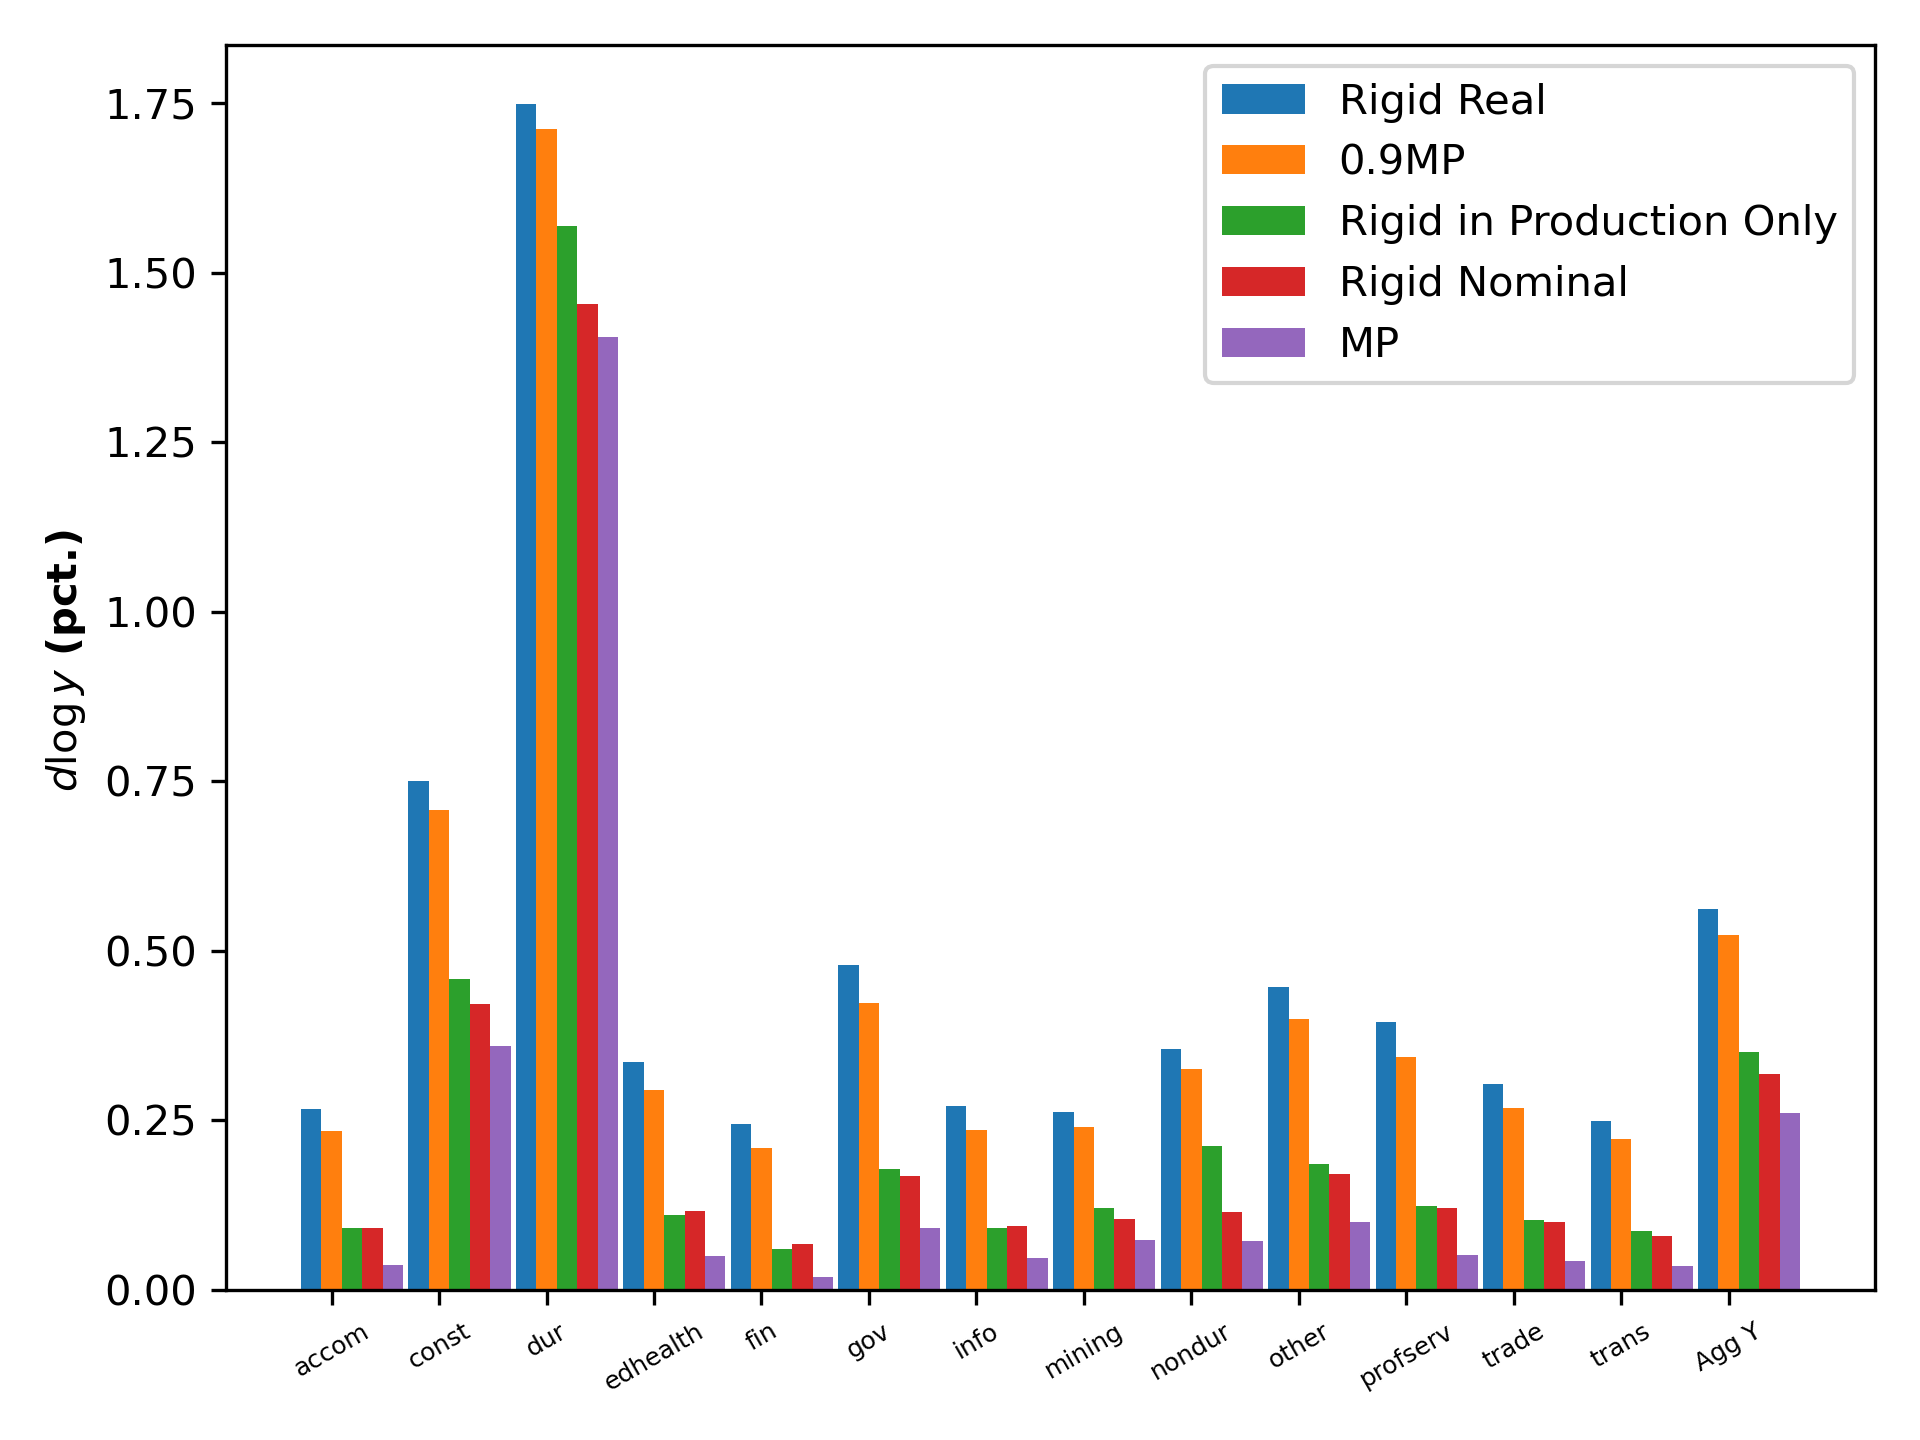 Rigid Real
0.9MP
Rigid in Production Only
Rigid Nominal
MP
dlog y (pct.)
1.75
1.50
1.25
1.00
0.75
0.50
0.25
0.00
accom const dur edhealth fin gov info mining nondur other profserv trade trans Agg Y